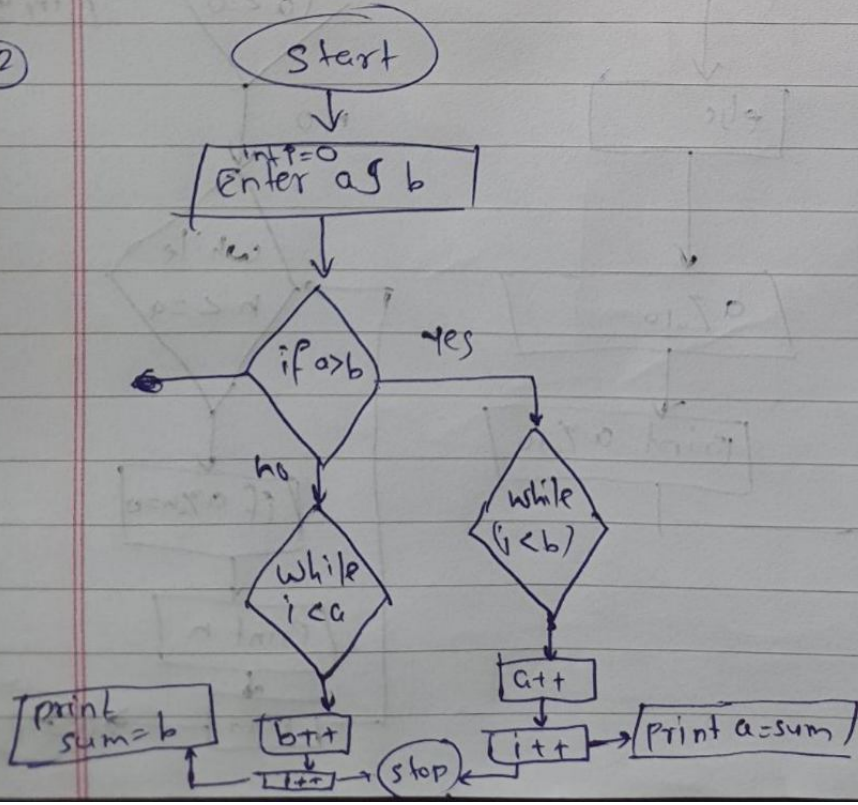 2
Start
int i=0
Enter a & b
if a>b
yes
no
while
(i<b)
while
i<a
a++
print
sum=b
b++
i++
print a=sum
i++
stop